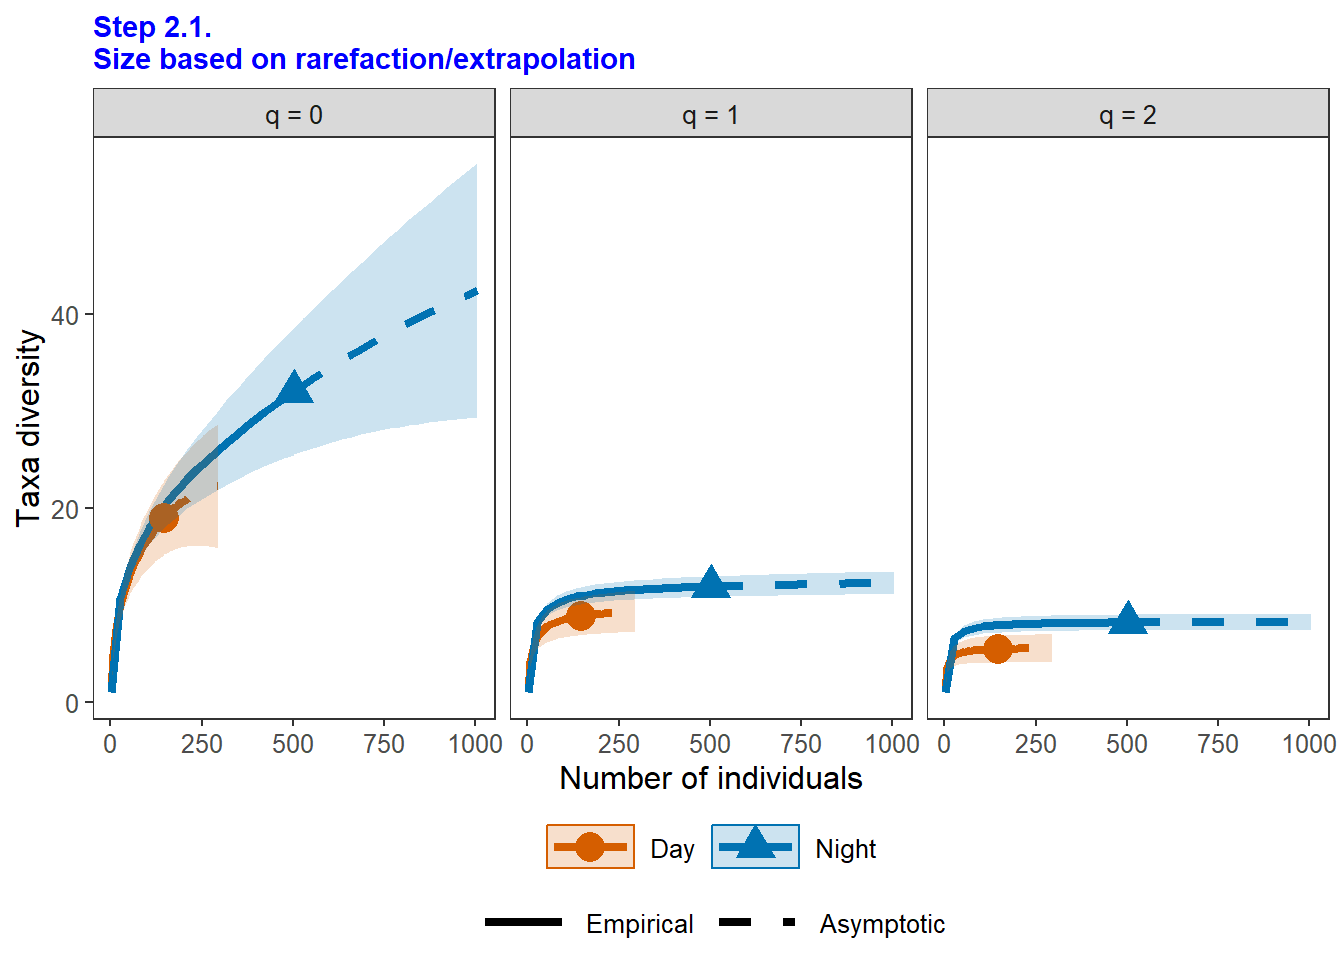 Step 2.1.
Size based on rarefaction/extrapolation
q = 0
q = 1
q = 2
Taxa diversity
40
20
0
0 250 500 750 1000
0 250 500 750 1000
0 250 500 750 1000
Number of individuals
Day Night
Empirical Asymptotic